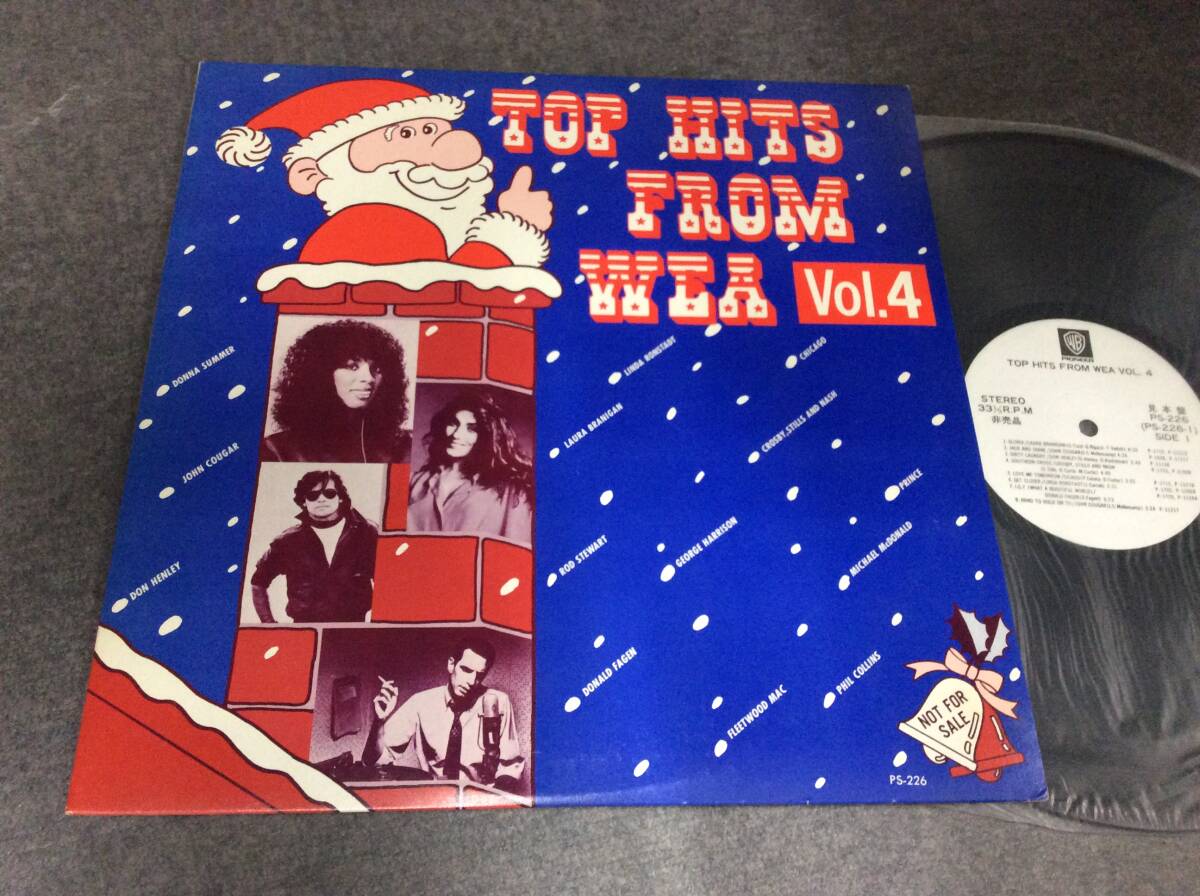 TOP HITS
FROM
WEA
Vol.4
DONNA SUMMER
LINDA RONSTADT
CHICAGO
JOHN COUGAR
LAURA BRANIGAN
CROSBY, STILLS AND NASH
PRINCE
DON HENLEY
ROD STEWART
GEORGE HARRISON
MICHAEL McDONALD
DONALD FAGEN
FLEETWOOD MAC
PHIL COLLINS
NOT FOR
SALE
PS-226
WB
PIONEER
TOP HITS FROM WEA VOL. 4
STEREO
33⅓ R.P.M
非売品
見本盤
PS-226
(PS-226-1)
SIDE 1